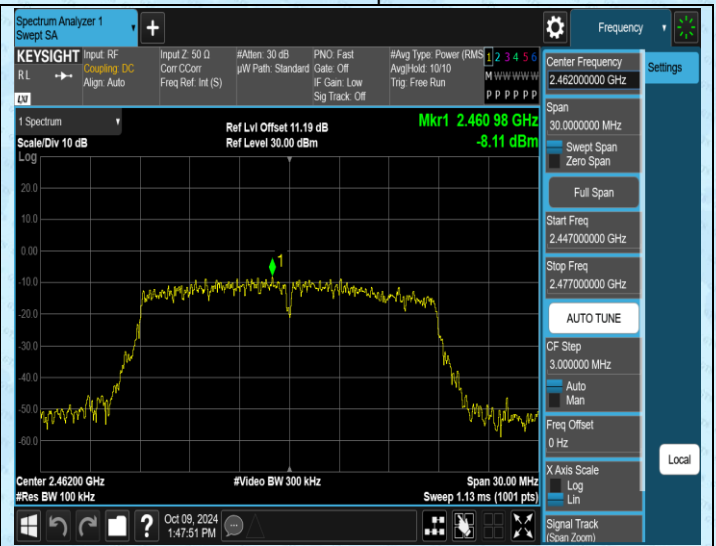 Spectrum Analyzer 1
Swept SA
+
Frequency
KEYSIGHT
RL
LXI
Input: RF
Coupling: DC
Align: Auto
Input Z: 50 Ω
Corr CCorr
Freq Ref: Int (S)
#Atten: 30 dB
µW Path: Standard
PNO: Fast
Gate: Off
IF Gain: Low
Sig Track: Off
#Avg Type: Power (RMS
Avg|Hold: 10/10
Trig: Free Run
1 2 3 4 5 6
M W W W W W
P P P P P P
1 Spectrum
Scale/Div 10 dB
Log
Ref Lvl Offset 11.19 dB
Ref Level 30.00 dBm
Mkr1 2.460 98 GHz
-8.11 dBm
20.0
10.0
0.00
-10.0
-20.0
-30.0
-40.0
-50.0
-60.0
1
Center 2.46200 GHz
#Res BW 100 kHz
#Video BW 300 kHz
Span 30.00 MHz
Sweep 1.13 ms (1001 pts)
?
Oct 09, 2024
1:47:51 PM
Center Frequency
2.462000000 GHz
Span
30.0000000 MHz
Swept Span
Zero Span
Full Span
Start Freq
2.447000000 GHz
Stop Freq
2.477000000 GHz
AUTO TUNE
CF Step
3.000000 MHz
Auto
Man
Freq Offset
0 Hz
X Axis Scale
Log
Lin
Signal Track
(Span Zoom)
Settings
Local